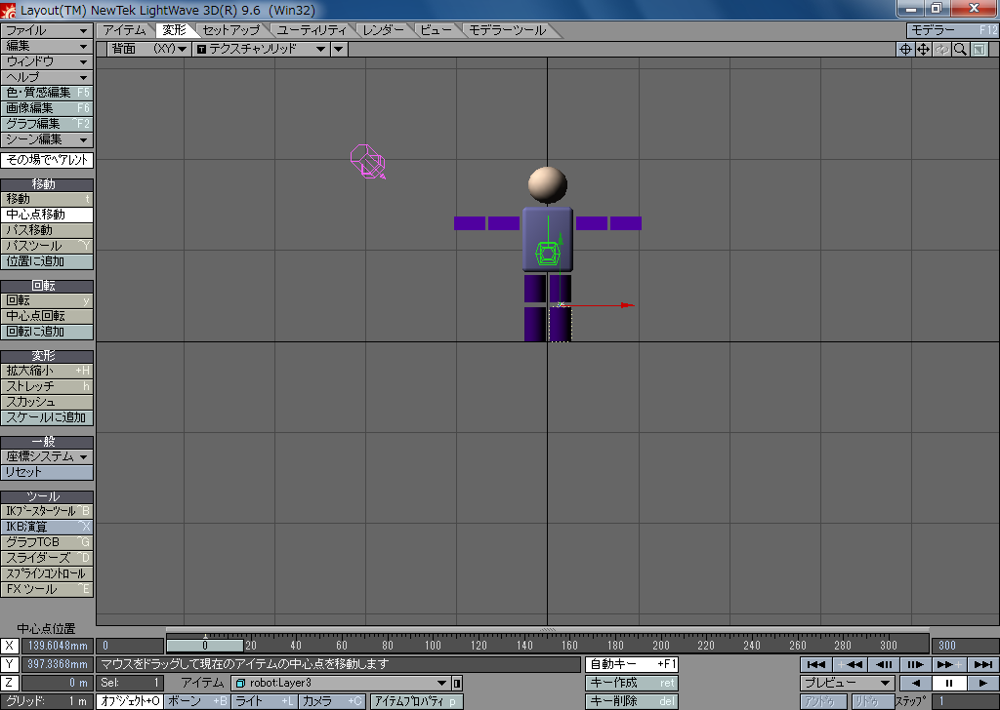 Layout(TM) NewTek LightWave 3D(R) 9.6 (Win32)
ファイル アイテム 変形 セットアップ ユーティリティ レンダー ビュー モデラーツール モデラー F12
編集 背面 (XY) テクスチャソリッド
ウィンドウ
ヘルプ
色・質感編集 F5
画像編集 F6
グラフ編集 ^F2
シーン編集
その場でペアレント
移動
移動 t
中心点移動
パス移動
パスツール ^Y
位置に追加
回転
回転 y
中心点回転
回転に追加
変形
拡大縮小 +H
ストレッチ h
スカッシュ
スケールに追加
一般
座標システム
リセット
ツール
IKブースターツール ^B
IKB演算 ^X
グラフTCB ^G
スライダーズ ^D
スプラインコントロール
FX ツール ^E
中心点位置
X 139.6048mm 0 0 20 40 60 80 100 120 140 160 180 200 220 240 260 280 300 300
Y 397.3368mm マウスをドラッグして現在のアイテムの中心点を移動します 自動キー +F1
Z 0 m Sel: 1 アイテム robot:Layer3 キー作成 ret プレビュー
グリッド: 1 m オブジェクト+O ボーン +B ライト +L カメラ +C アイテムプロパティ p キー削除 del アンドゥ リドゥ ステップ 1